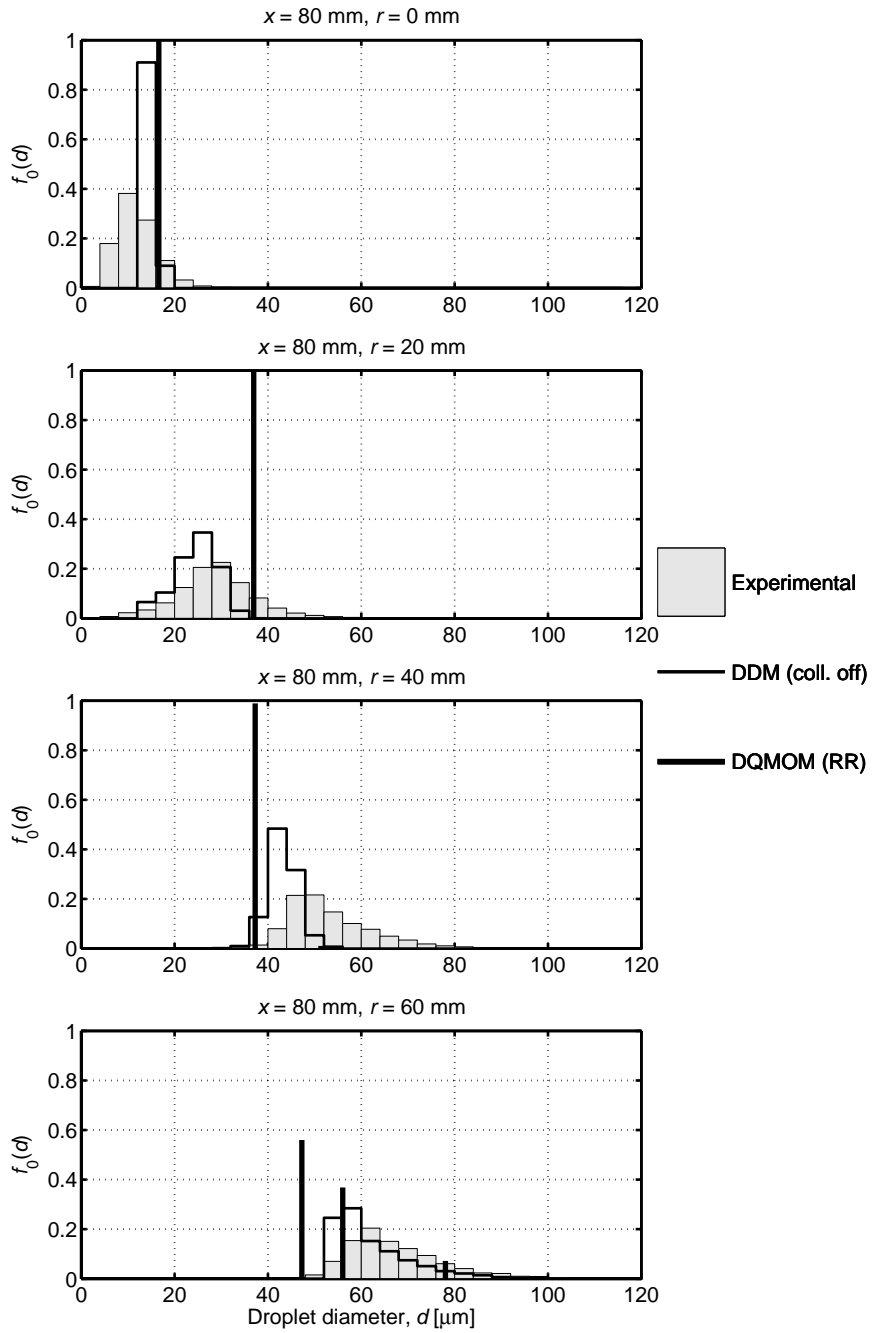 x = 80 mm, r = 0 mm
1
0.8
0.6
0.4
0.2
0
f0(d)
0 20 40 60 80 100 120
x = 80 mm, r = 20 mm
1
0.8
0.6
0.4
0.2
0
f0(d)
0 20 40 60 80 100 120
Experimental
DDM (coll. off)
DQMOM (RR)
x = 80 mm, r = 40 mm
1
0.8
0.6
0.4
0.2
0
f0(d)
0 20 40 60 80 100 120
x = 80 mm, r = 60 mm
1
0.8
0.6
0.4
0.2
0
f0(d)
0 20 40 60 80 100 120
Droplet diameter, d [μm]